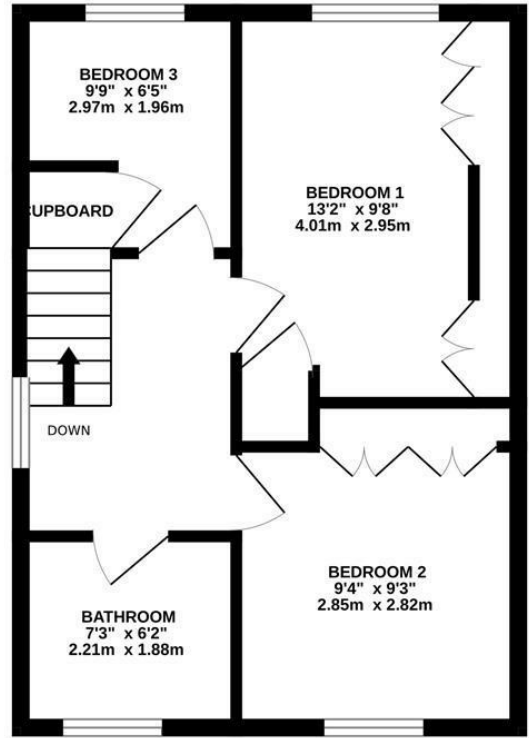 BEDROOM 3
9'9" x 6'5"
2.97m x 1.96m
BEDROOM 1
13'2" x 9'8"
4.01m x 2.95m
CUPBOARD
DOWN
BEDROOM 2
9'4" x 9'3"
2.85m x 2.82m
BATHROOM
7'3" x 6'2"
2.21m x 1.88m